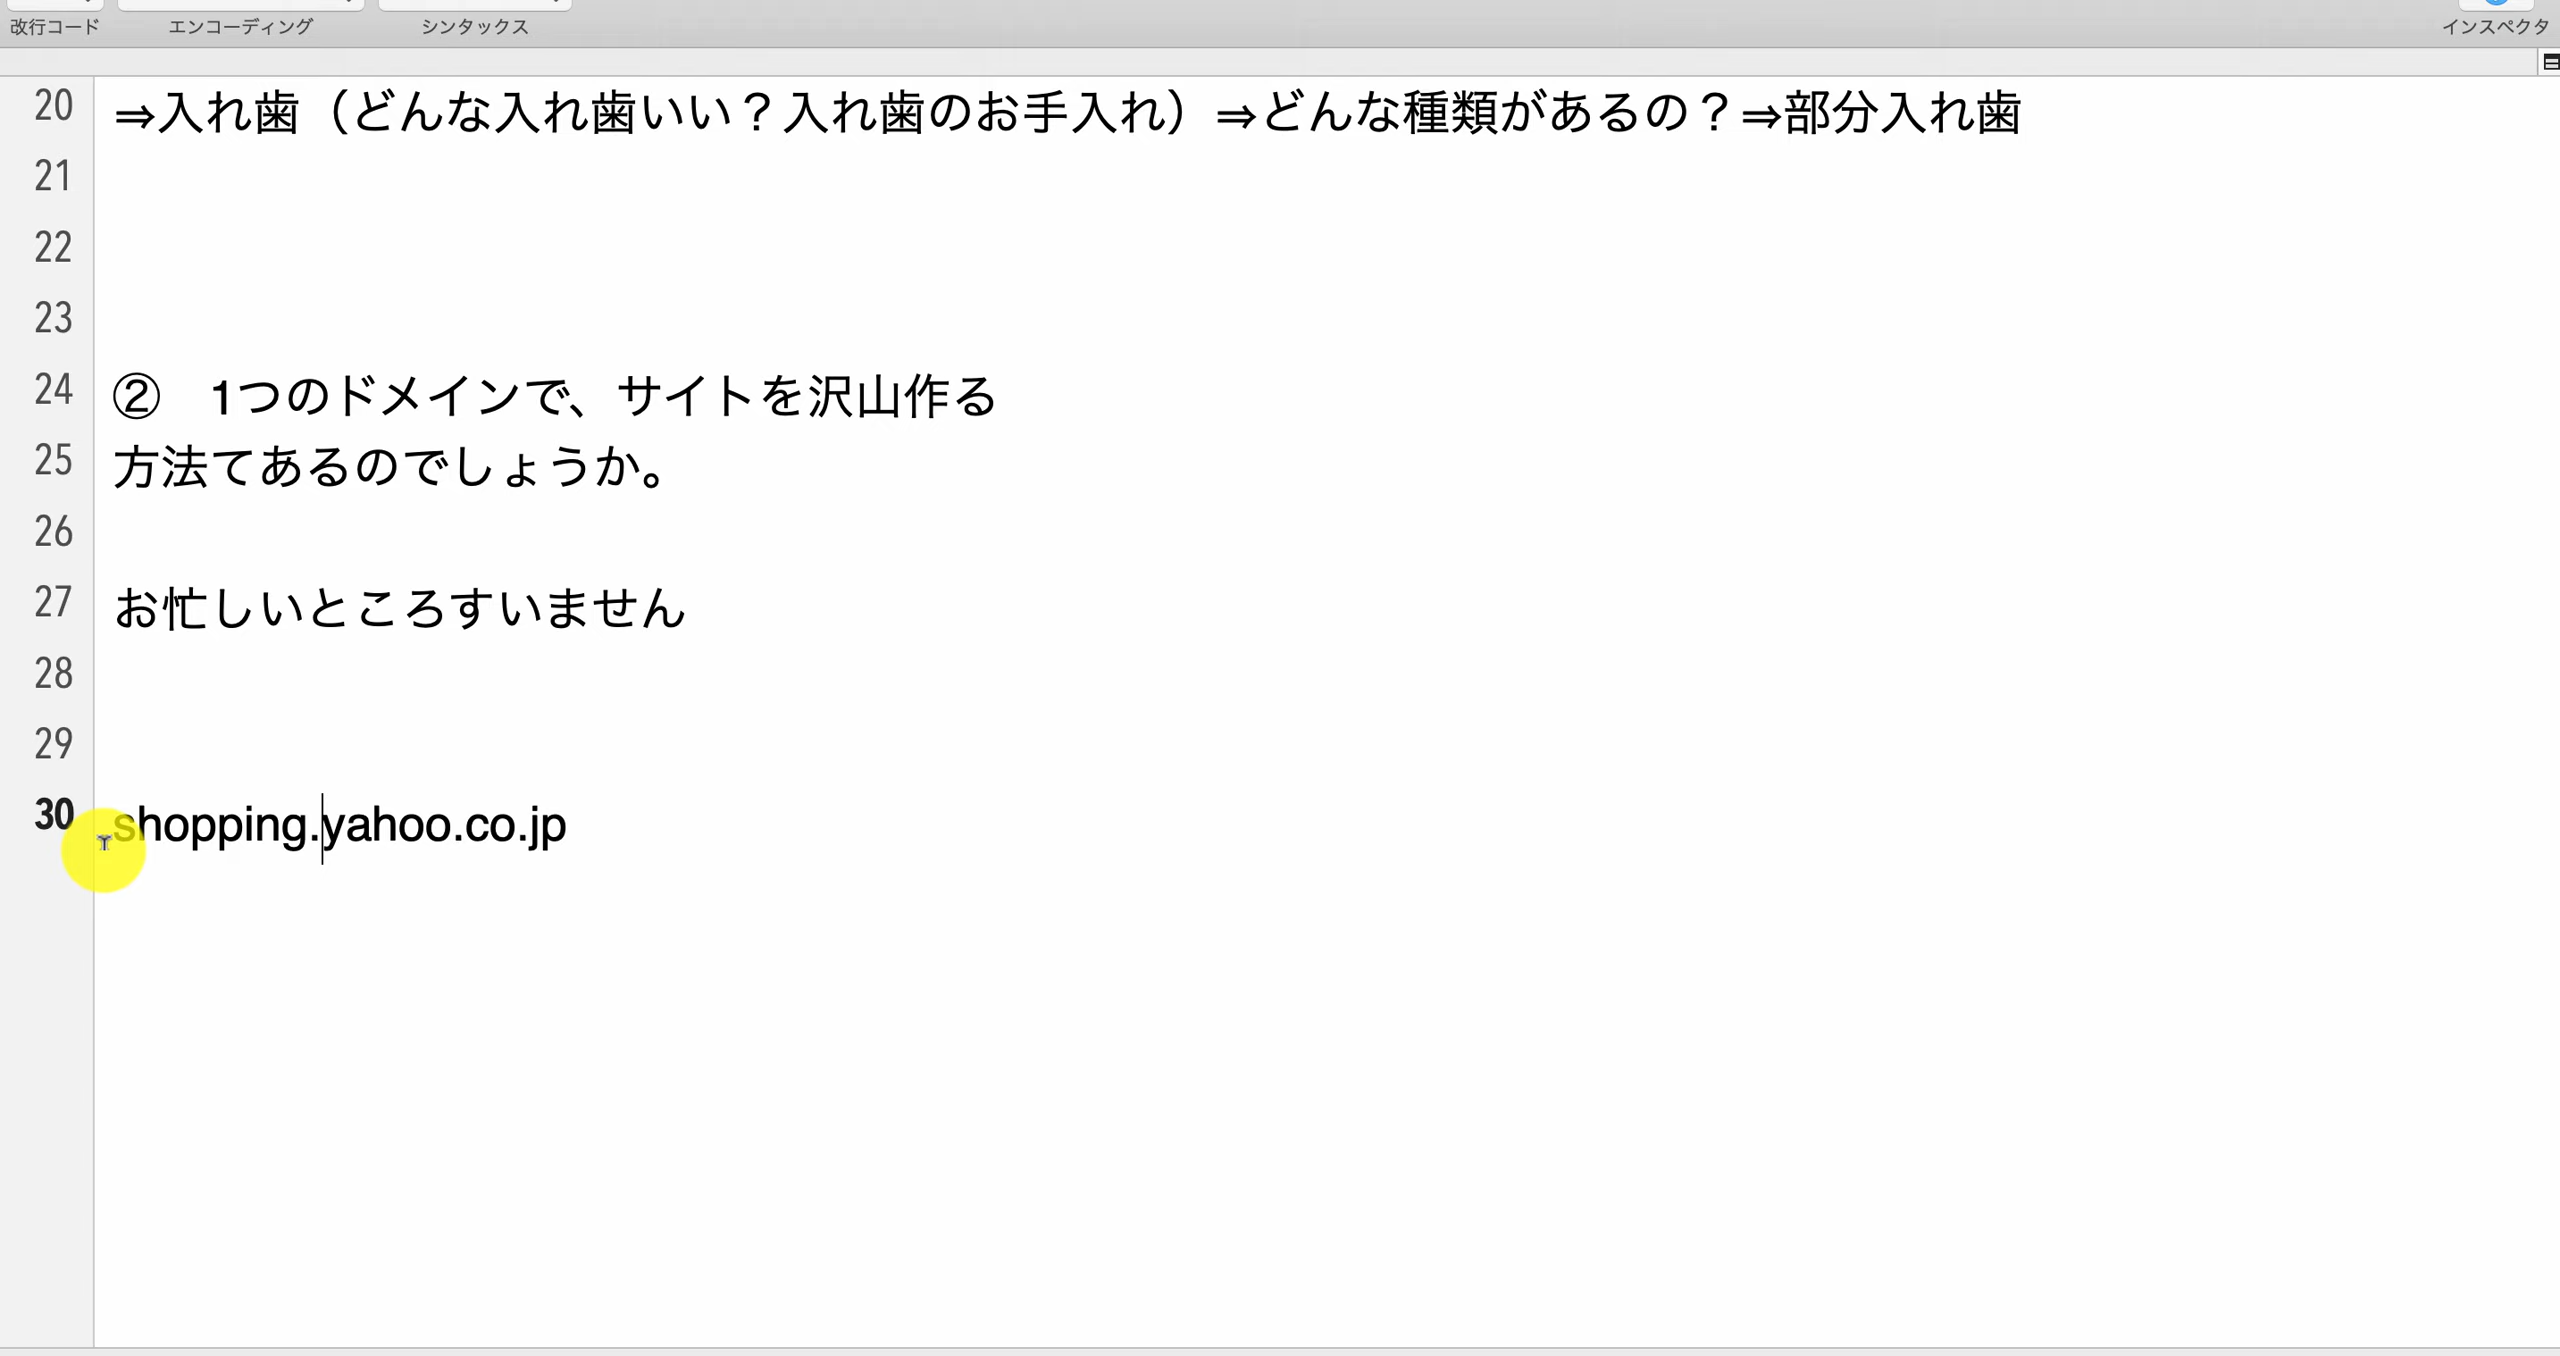 改行コード エンコーディング シンタックス インスペクタ
20 ⇒入れ歯（どんな入れ歯いい？入れ歯のお手入れ）⇒どんな種類があるの？⇒部分入れ歯
21
22
23
24 ②　1つのドメインで、サイトを沢山作る
25 方法てあるのでしょうか。
26
27 お忙しいところすいません
28
29
30 shopping.yahoo.co.jp